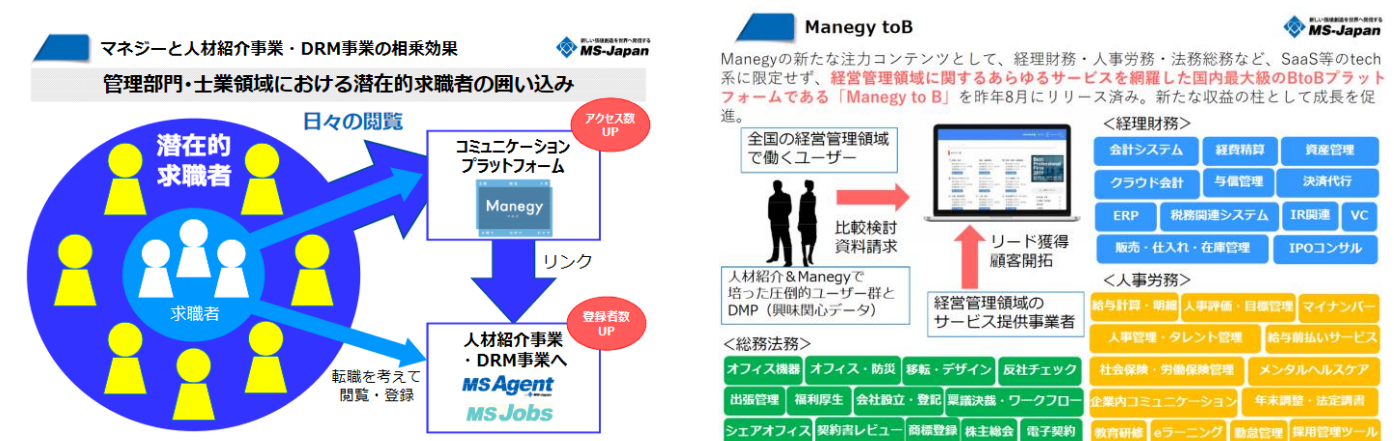 マネジーと人材紹介事業・DRM事業の相乗効果
新しい価値創造を世界へ発信する
MS-Japan
管理部門・士業領域における潜在的求職者の囲い込み
日々の閲覧
アクセス数
UP
潜在的
求職者
コミュニケーション
プラットフォーム
Manegy
リンク
求職者
登録者数
UP
人材紹介事業
・DRM事業へ
MS Agent
MS Jobs
転職を考えて
閲覧・登録
Manegy toB
新しい価値創造を世界へ発信する
MS-Japan
Manegyの新たな注力コンテンツとして、経理財務・人事労務・法務総務など、SaaS等のtech
系に限定せず、経営管理領域に関するあらゆるサービスを網羅した国内最大級のBtoBプラット
フォームである「Manegy to B」を昨年8月にリリース済み。新たな収益の柱として成長を促
進。
全国の経営管理領域
で働くユーザー
比較検討
資料請求
リード獲得
顧客開拓
人材紹介&Manegyで
培った圧倒的ユーザー群と
DMP(興味関心データ)
経営管理領域の
サービス提供事業者
<経理財務>
会計システム 経費精算 資産管理
クラウド会計 与信管理 決済代行
ERP 税務関連システム IR関連 VC
販売・仕入れ・在庫管理 IPOコンサル
<人事労務>
給与計算・明細 人事評価・目標管理 マイナンバー
人事管理・タレント管理 給与前払いサービス
社会保険・労働保険管理 メンタルヘルスケア
企業内コミュニケーション 年末調整・法定調書
教育研修 eラーニング 勤怠管理 採用管理ツール
<総務法務>
オフィス機器 オフィス・防災 移転・デザイン 反社チェック
出張管理 福利厚生 会社設立・登記 稟議決裁・ワークフロー
シェアオフィス 契約書レビュー 商標登録 株主総会 電子契約